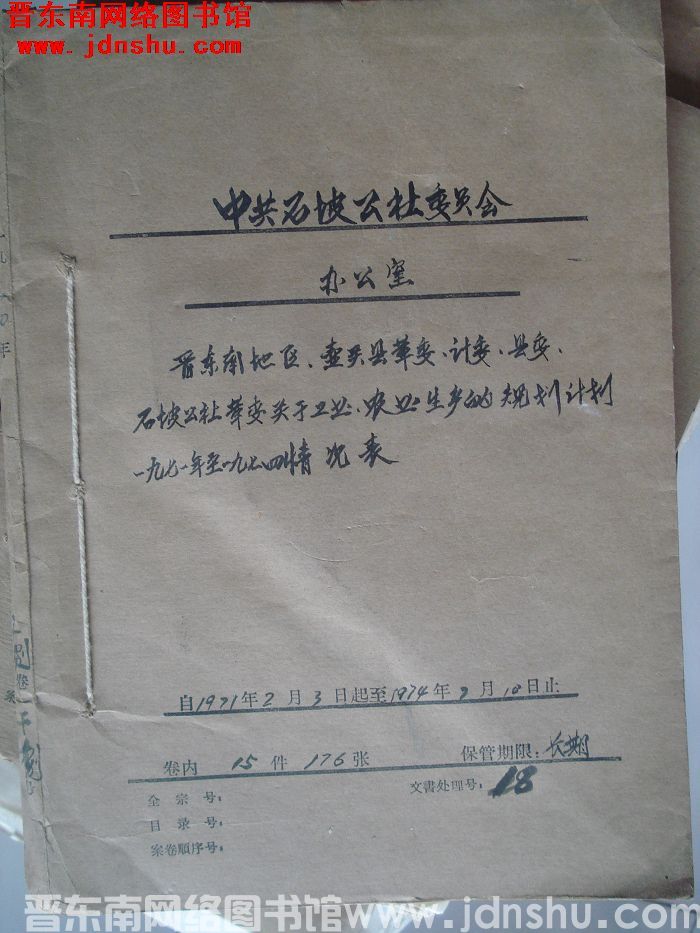 晋东南网络图书馆
www.jdnshu.com
中共石坡公社委员会
办公室
晋东南地区、壶关县革委、计委、县委、
石坡公社革委关于工业、农业生产的规划计划
一九七一年至一九七四情况表
自1971年2月3日起至1974年7月10日止
卷内 15 件 176 张 保管期限:长期
文書处理号:18
全宗号:
目录号:
案卷顺序号:
晋东南网络图书馆 www.jdnshu.com